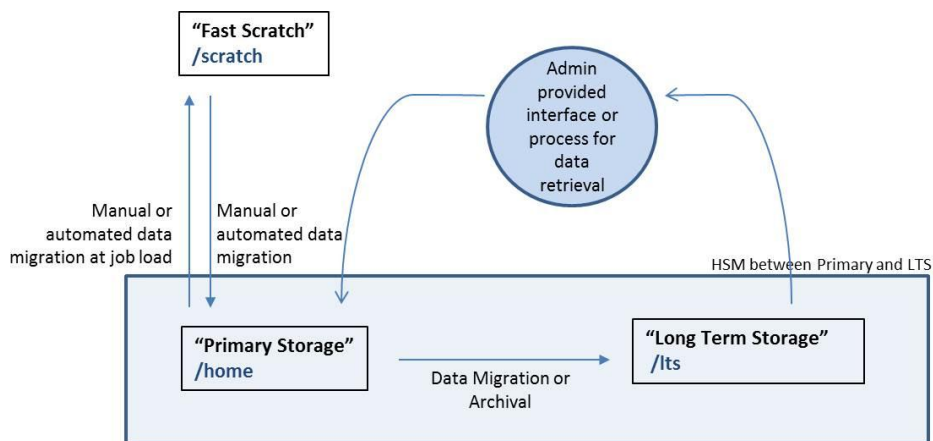 “Fast Scratch”
/scratch
Admin
provided
interface or
process for
data
retrieval
Manual or
automated data
migration at job load
Manual or
automated data
migration
HSM between Primary and LTS
“Primary Storage”
/home
“Long Term Storage”
/lts
Data Migration or
Archival